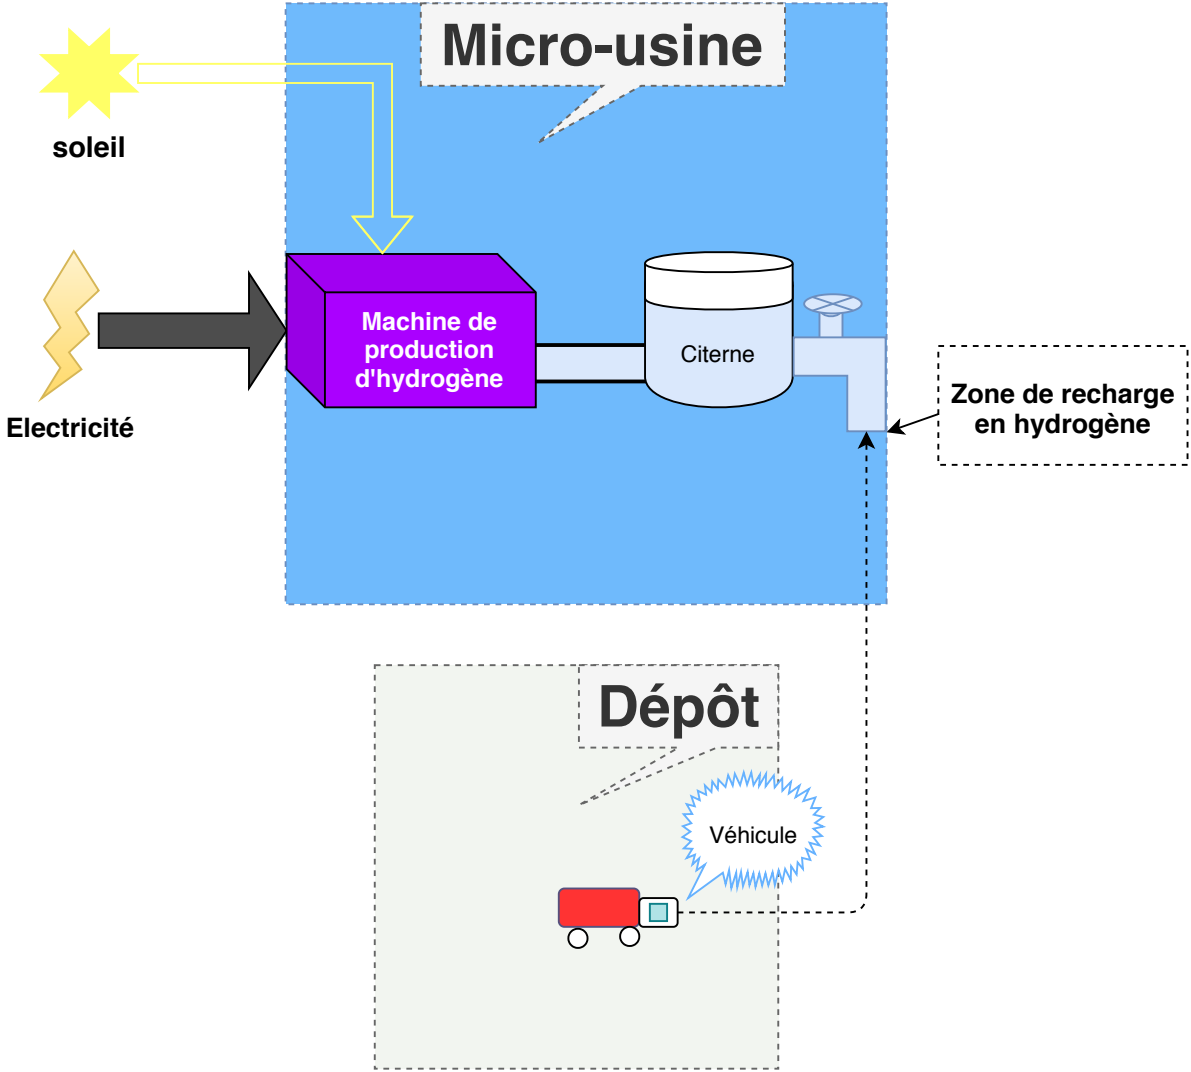 Micro-usine
soleil
Machine de
production
d'hydrogène
Citerne
Electricité
Zone de recharge
en hydrogène
Dépôt
Véhicule